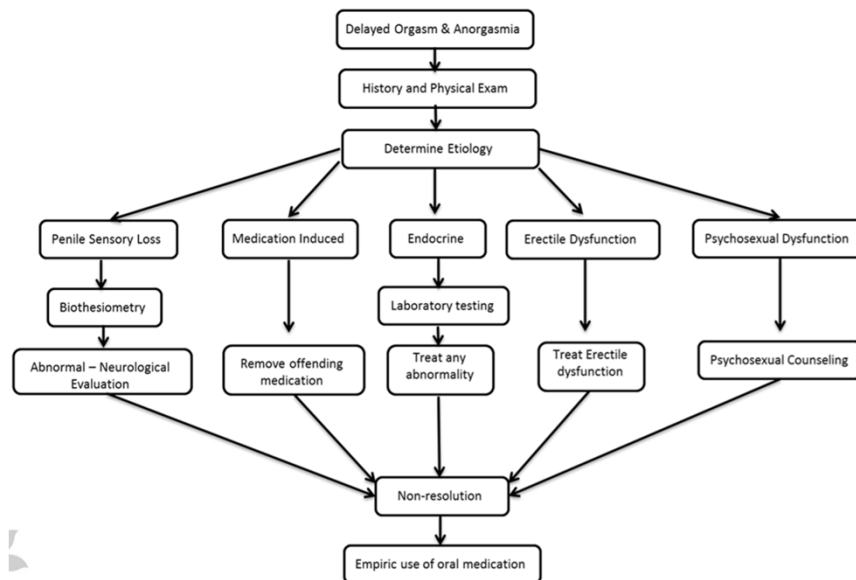 Delayed Orgasm & Anorgasmia
History and Physical Exam
Determine Etiology
Penile Sensory Loss
Medication Induced
Endocrine
Erectile Dysfunction
Psychosexual Dysfunction
Biothesiometry
Laboratory testing
Abnormal – Neurological
Evaluation
Remove offending
medication
Treat any
abnormality
Treat Erectile
dysfunction
Psychosexual Counseling
Non-resolution
Empiric use of oral medication